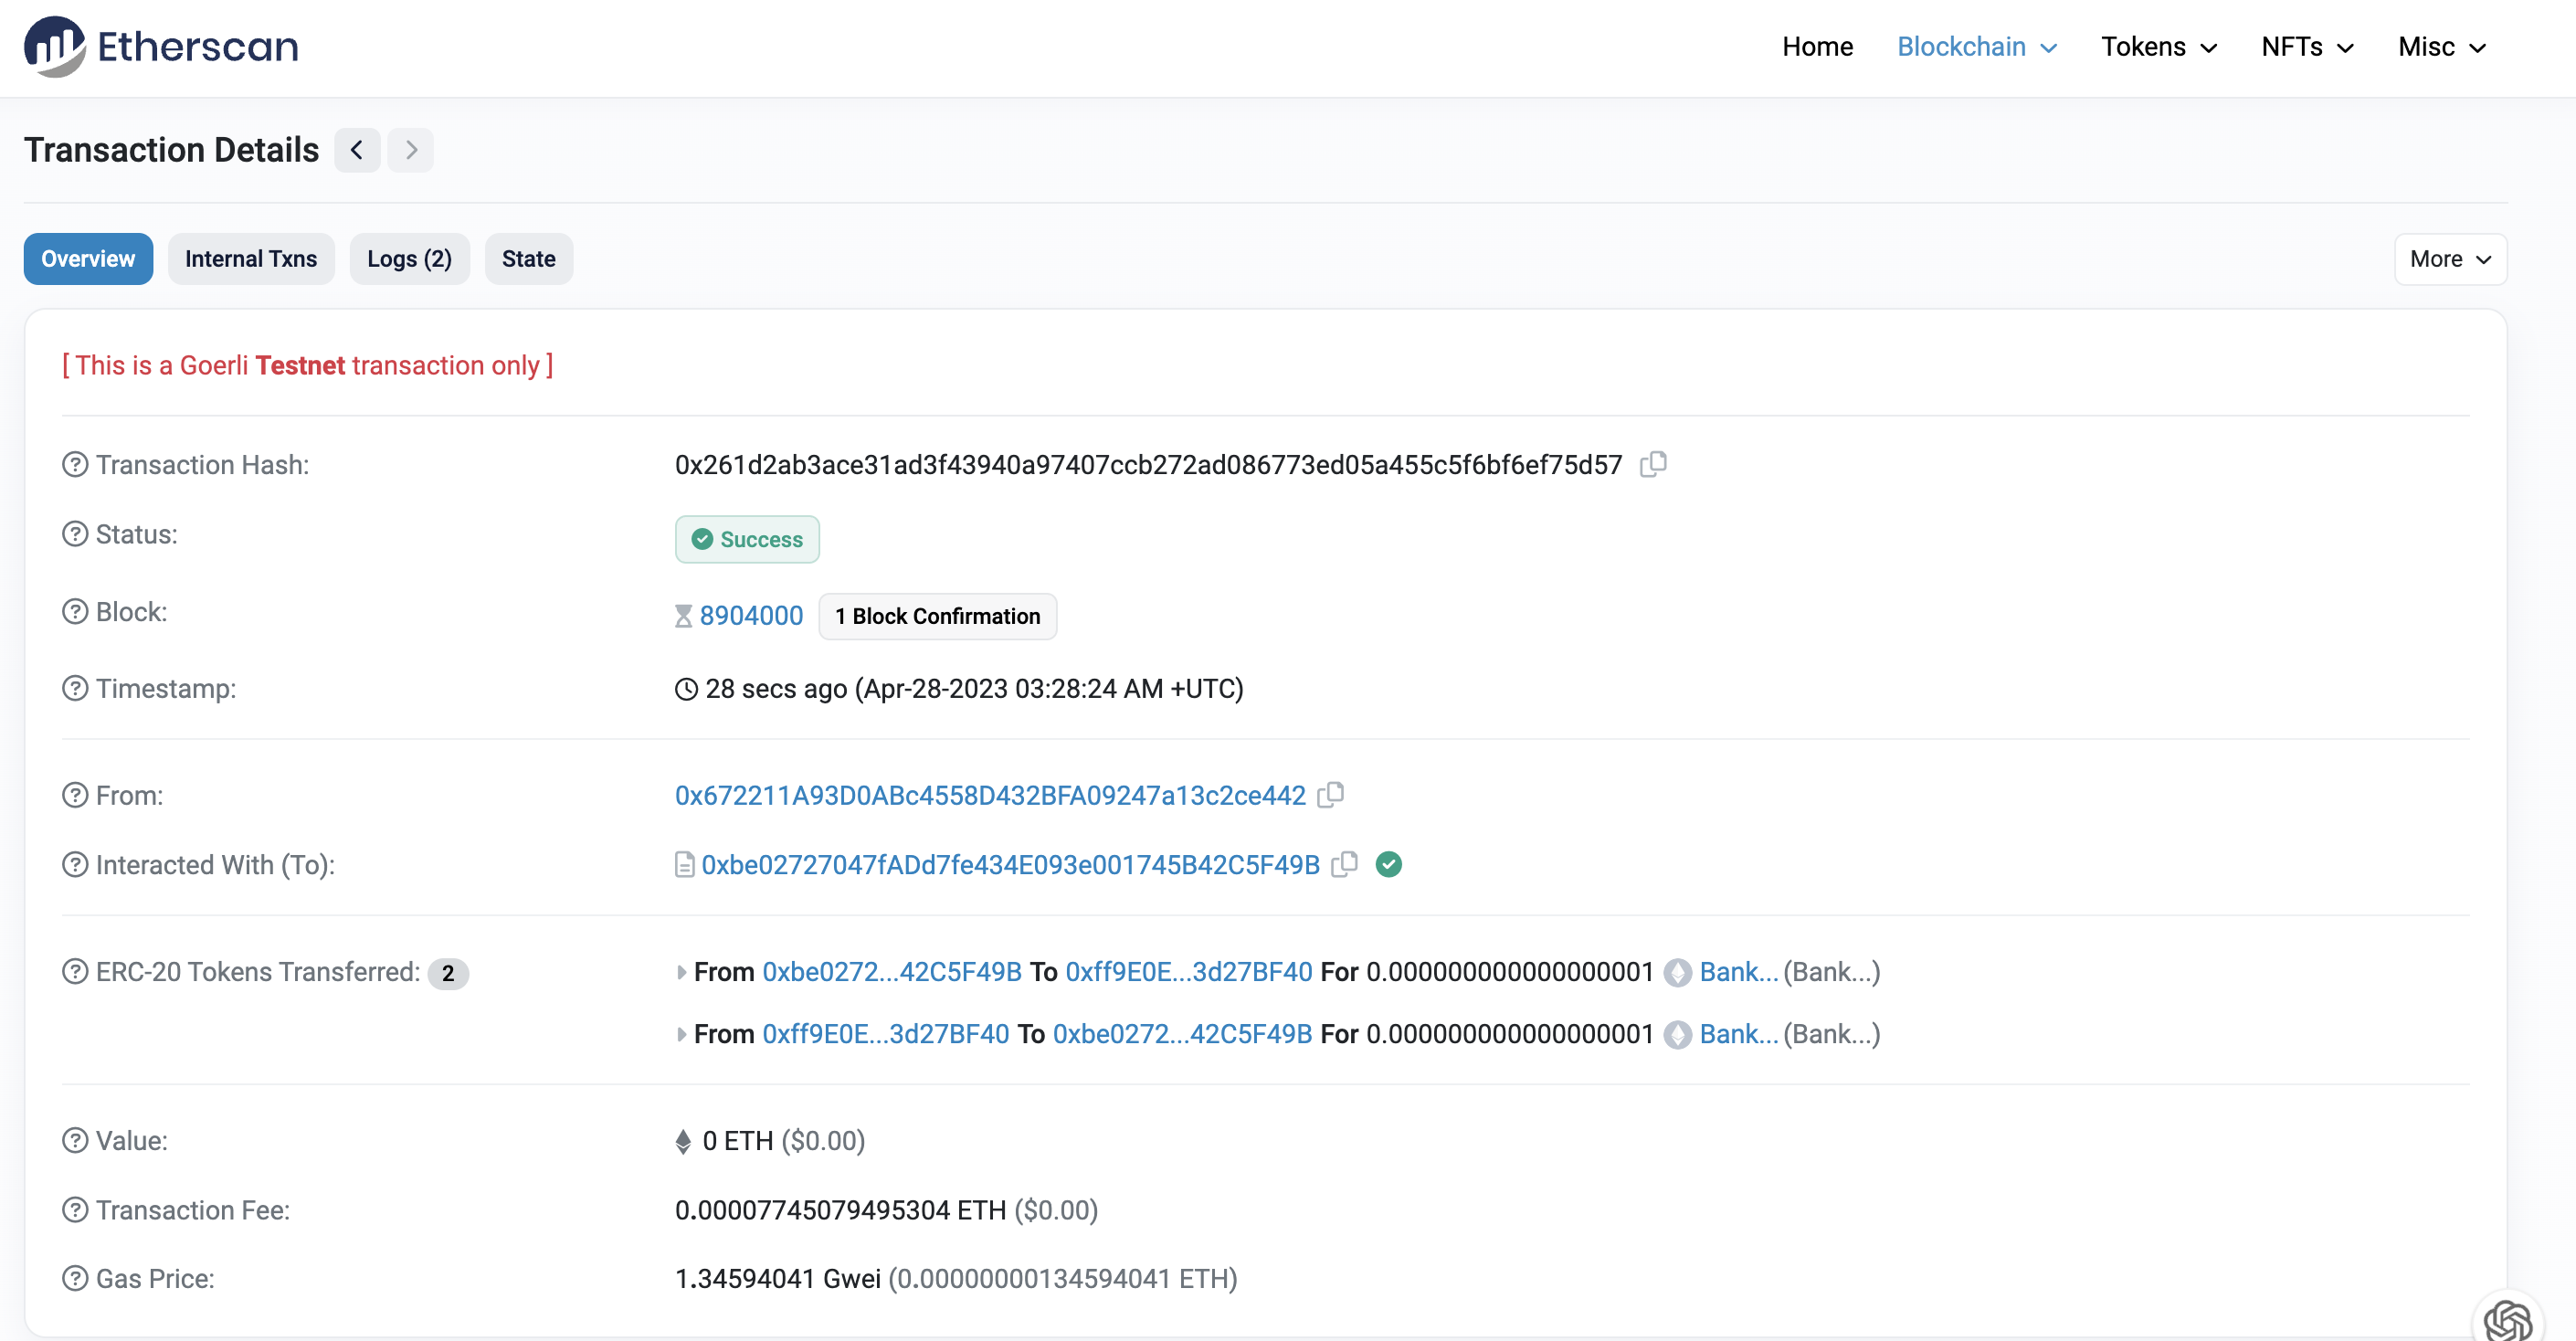 Etherscan
Home Blockchain Tokens NFTs Misc
Transaction Details
Overview Internal Txns Logs (2) State More
[ This is a Goerli Testnet transaction only ]
Transaction Hash: 0x261d2ab3ace31ad3f43940a97407ccb272ad086773ed05a455c5f6bf6ef75d57
Status: Success
Block: 8904000 1 Block Confirmation
Timestamp: 28 secs ago (Apr-28-2023 03:28:24 AM +UTC)
From: 0x672211A93D0ABc4558D432BFA09247a13c2ce442
Interacted With (To): 0xbe02727047fADd7fe434E093e001745B42C5F49B
ERC-20 Tokens Transferred: 2 From 0xbe0272...42C5F49B To 0xff9E0E...3d27BF40 For 0.000000000000000001 Bank... (Bank...)
From 0xff9E0E...3d27BF40 To 0xbe0272...42C5F49B For 0.000000000000000001 Bank... (Bank...)
Value: 0 ETH ($0.00)
Transaction Fee: 0.00007745079495304 ETH ($0.00)
Gas Price: 1.34594041 Gwei (0.00000000134594041 ETH)